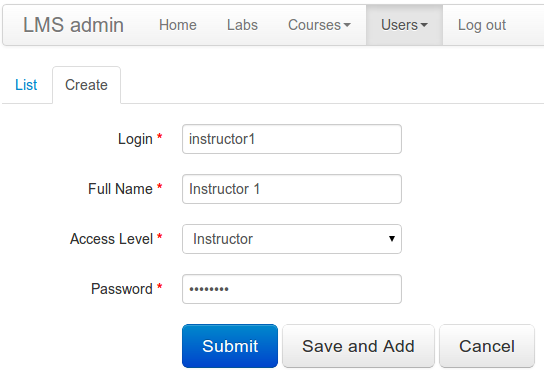 LMS admin Home Labs Courses Users Log out
List Create
Login * instructor1
Full Name * Instructor 1
Access Level * Instructor
Password * ••••••••
Submit Save and Add Cancel